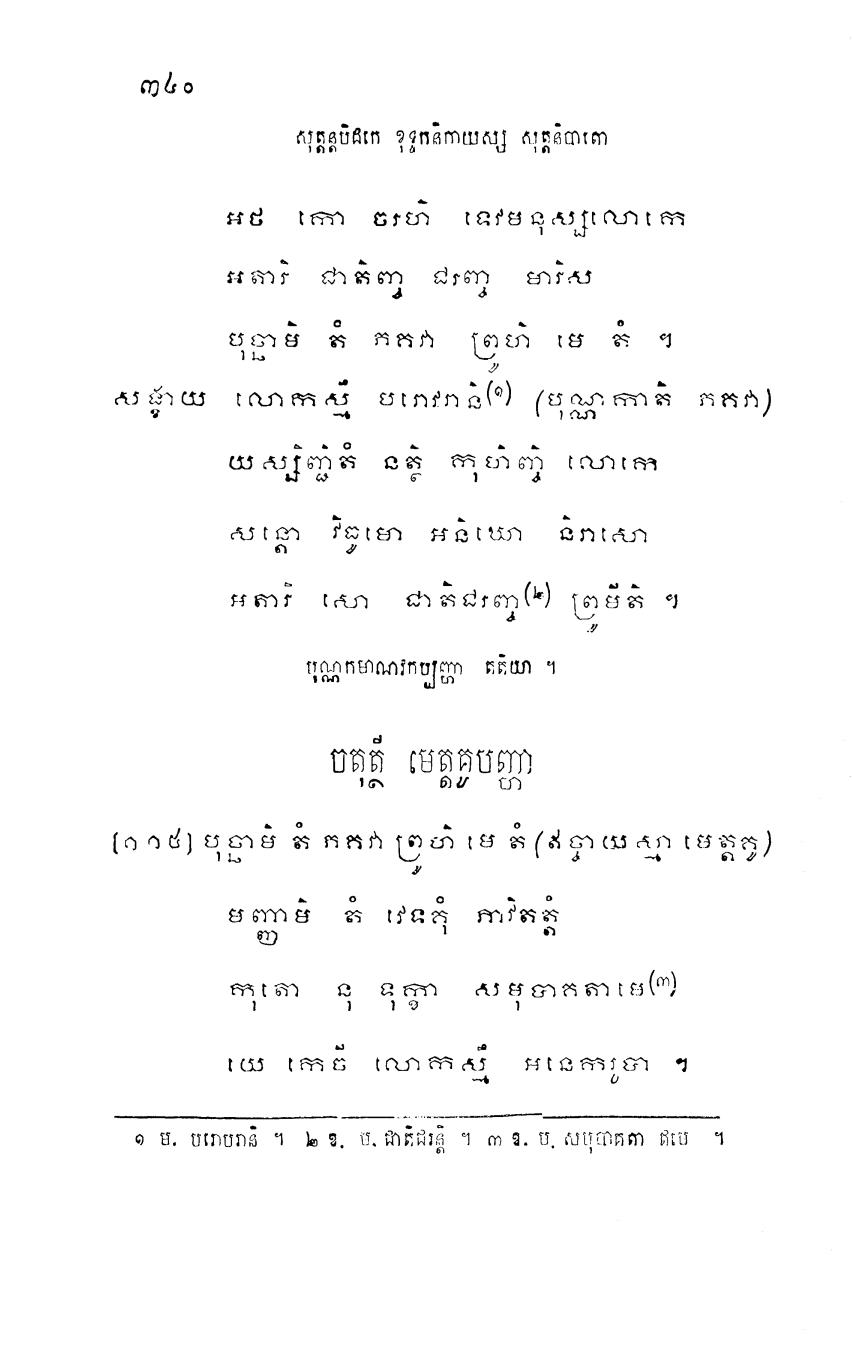 ៣៤០
សុត្តន្តបិដកេ ខុទ្ទកនិកាយស្ស សុត្តនិបាតោ
អថ កោ ចរហិ ទេវមនុស្សលោកេ
អតារិ ជាតិញ្ច ជរញ្ច មារិស
បុច្ឆាមិ តំ ភគវា ព្រូហិ មេ តំ ។
សង្ខាយ លោកស្មឹ បរោវរានិ(១) (បុណ្ណកាតិ ភគវា)
យស្សិញ្ជិតំ នត្ថិ កុហិញ្ចិ លោកេ
សន្តោ វិធូមោ អនិឃោ និរាសោ
អតារិ សោ ជាតិជរញ្ច(២) ព្រូមីតិ ។
បុណ្ណកមាណវកប្បញ្ហា តតិយា ។
ចតុត្ថី មេត្តគូបញ្ហា
[១១៥] បុច្ឆាមិ តំ ភគវា ព្រូហិ មេ តំ (ឥច្ចាយស្មា មេត្តគូ)
មញ្ញាមិ តំ វេទគុំ ភាវិតត្តំ
កុតោ នុ ទុក្ខា សមុបាគតាមេ(៣)
យេ កេចិ លោកស្មឹ អនេករូបា ។
១ ម. បរោបរានិ ។ ២ ឱ. ប. ជាតិជរន្តិ ។ ៣ ឱ. ប. សមុបាគតា ឥមេ ។